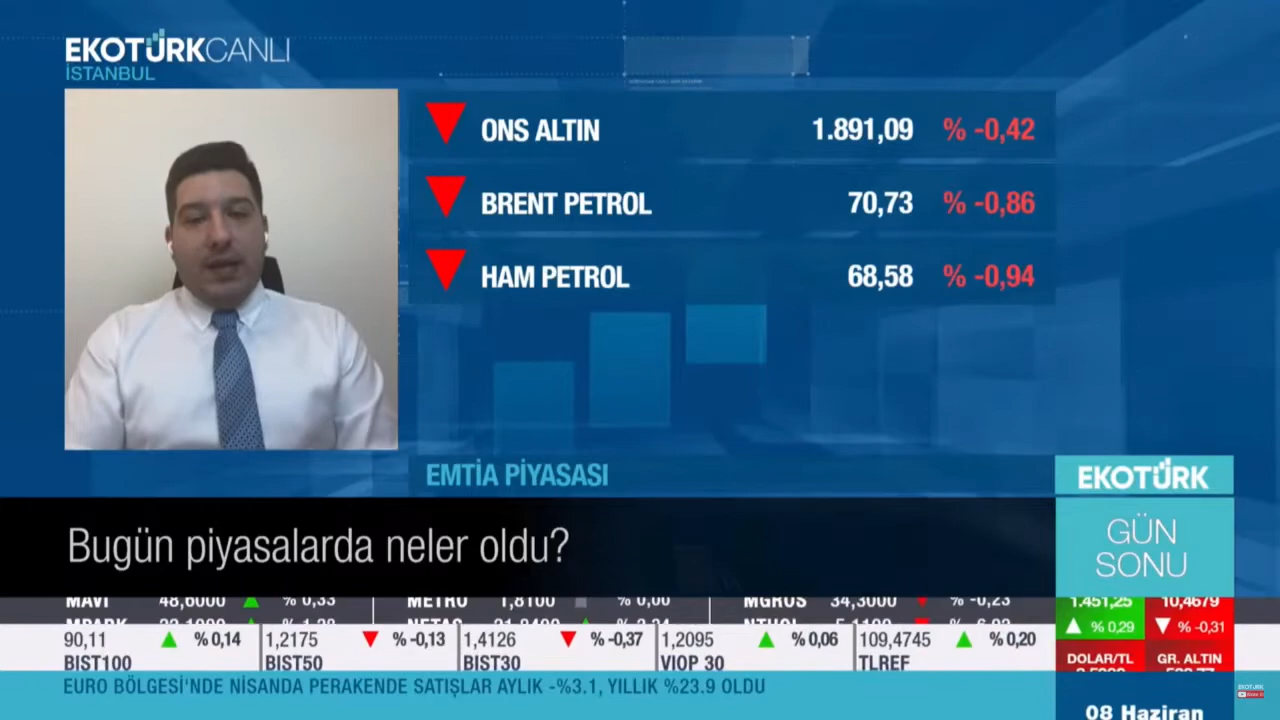 EKOTÜRK CANLI
İSTANBUL
ONS ALTIN 1.891,09 % -0,42
BRENT PETROL 70,73 % -0,86
HAM PETROL 68,58 % -0,94
EMTİA PİYASASI
EKOTÜRK
Bugün piyasalarda neler oldu?
GÜN
SONU
MAVI 48,6000 % 0,33 METRO 1,8100 % 0,00 MGROS 34,3000 % -0,23
1.451,25 10,4679
% 0,29 % -0,31
90,11 % 0,14 1,2175 % -0,13 1,4126 % -0,37 1,2095 % 0,06 109,4745 % 0,20
BIST100 BIST50 BIST30 VIOP 30 TLREF
DOLAR/TL GR. ALTIN
EURO BÖLGESİ'NDE NİSANDA PERAKENDE SATIŞLAR AYLIK -%3.1, YILLIK %23.9 OLDU
EKOTÜRK
08 Haziran